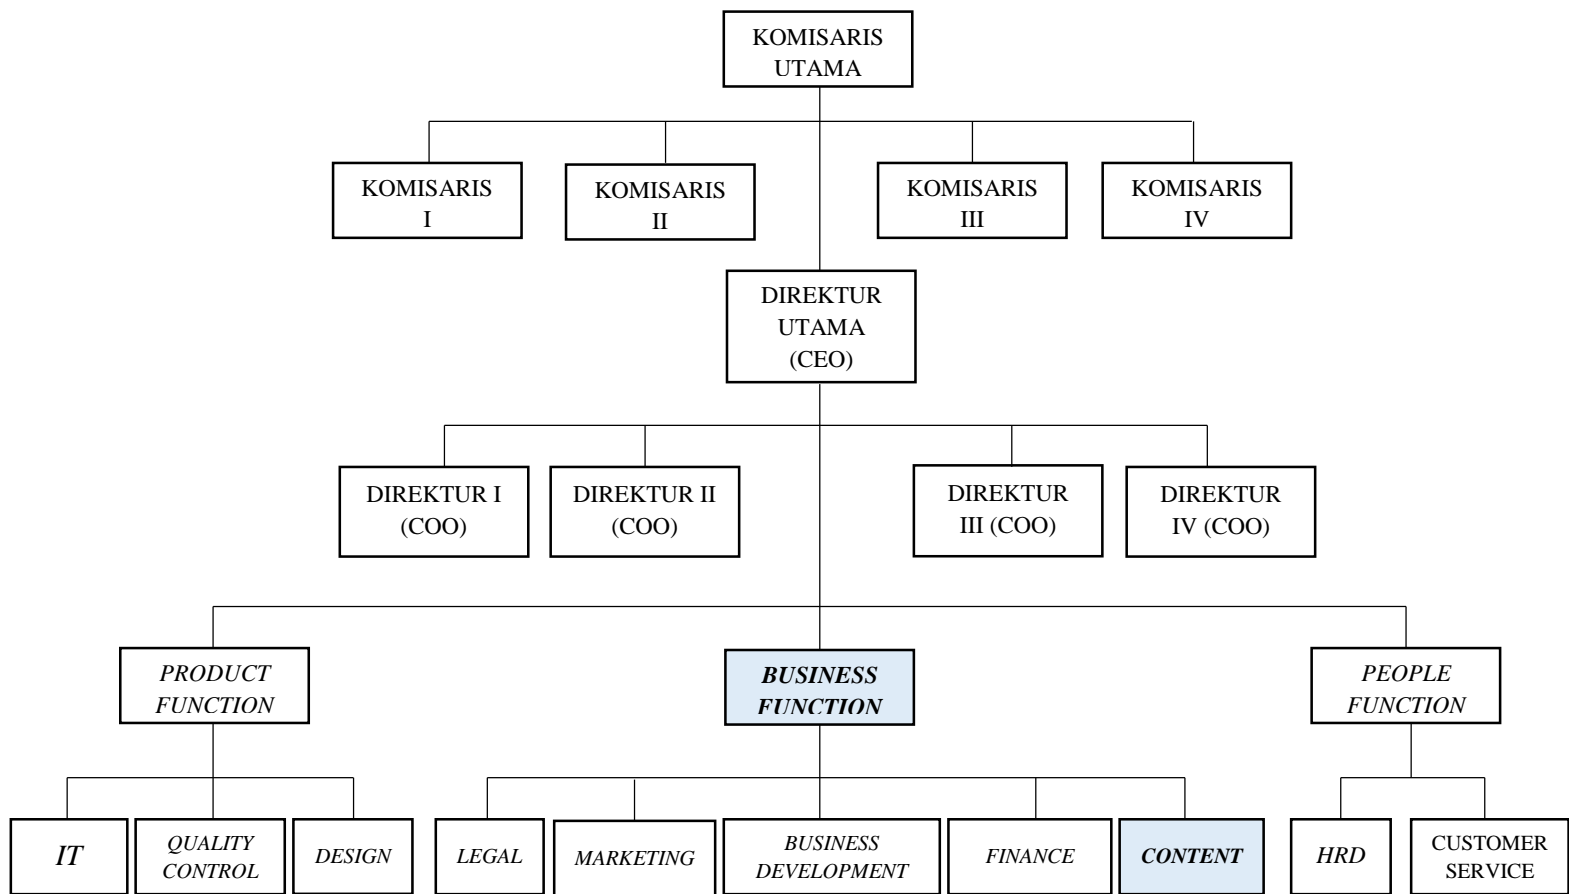 KOMISARIS
UTAMA
KOMISARIS
I
KOMISARIS
II
KOMISARIS
III
KOMISARIS
IV
DIREKTUR
UTAMA
(CEO)
DIREKTUR I
(COO)
DIREKTUR II
(COO)
DIREKTUR
III (COO)
DIREKTUR
IV (COO)
PRODUCT
FUNCTION
BUSINESS
FUNCTION
PEOPLE
FUNCTION
IT
QUALITY
CONTROL
DESIGN
LEGAL
MARKETING
BUSINESS
DEVELOPMENT
FINANCE
CONTENT
HRD
CUSTOMER
SERVICE